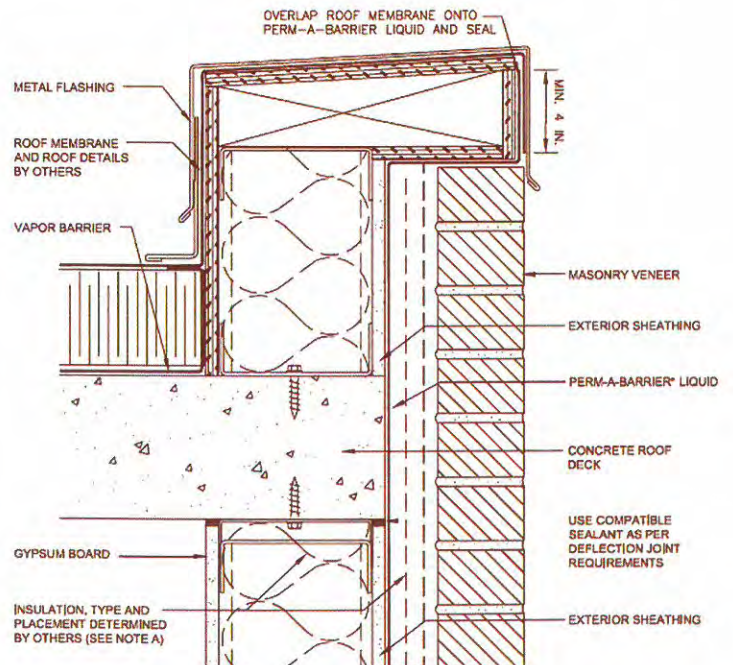 OVERLAP ROOF MEMBRANE ONTO
PERM-A-BARRIER LIQUID AND SEAL
METAL FLASHING
MIN. 4 IN.
ROOF MEMBRANE
AND ROOF DETAILS
BY OTHERS
VAPOR BARRIER
MASONRY VENEER
EXTERIOR SHEATHING
PERM-A-BARRIER® LIQUID
CONCRETE ROOF
DECK
USE COMPATIBLE
SEALANT AS PER
DEFLECTION JOINT
REQUIREMENTS
GYPSUM BOARD
INSULATION, TYPE AND
PLACEMENT DETERMINED
BY OTHERS (SEE NOTE A)
EXTERIOR SHEATHING